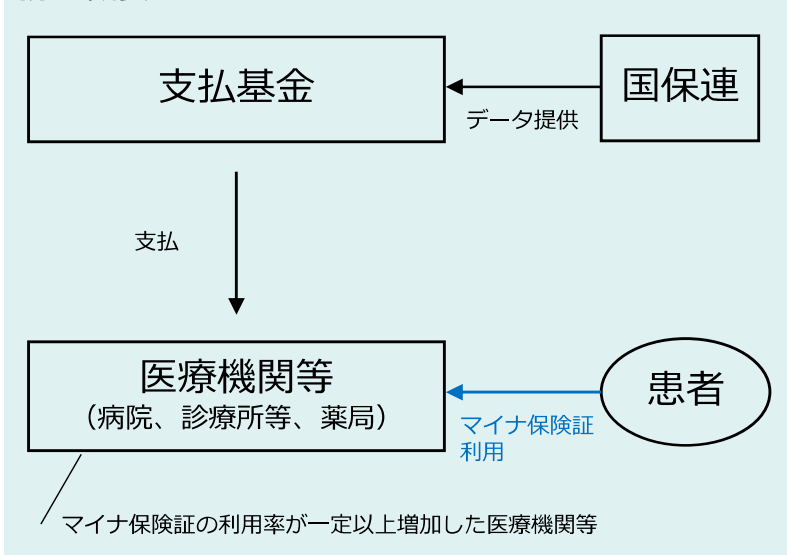 支払基金
国保連
データ提供
支払
医療機関等
（病院、診療所等、薬局）
患者
マイナ保険証
利用
マイナ保険証の利用率が一定以上増加した医療機関等